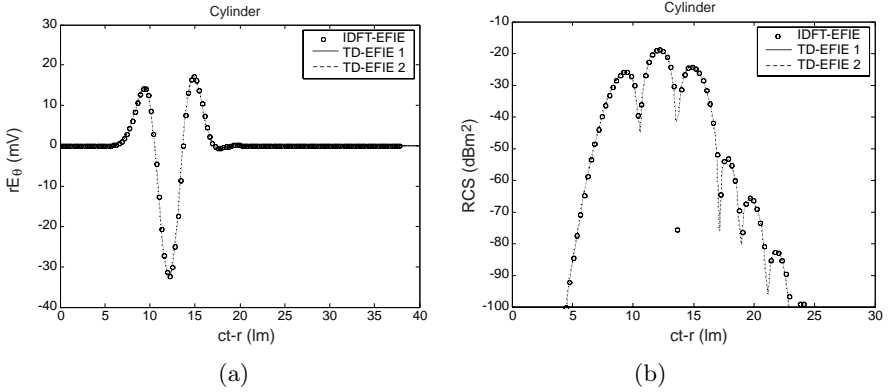 Cylinder
IDFT-EFIE
TD-EFIE 1
TD-EFIE 2
30
20
10
0
-10
-20
-30
-40
rEθ (mV)
0 5 10 15 20 25 30 35 40
ct-r (lm)
(a)
Cylinder
IDFT-EFIE
TD-EFIE 1
TD-EFIE 2
-10
-20
-30
-40
-50
-60
-70
-80
-90
-100
RCS (dBm²)
0 5 10 15 20 25 30
ct-r (lm)
(b)